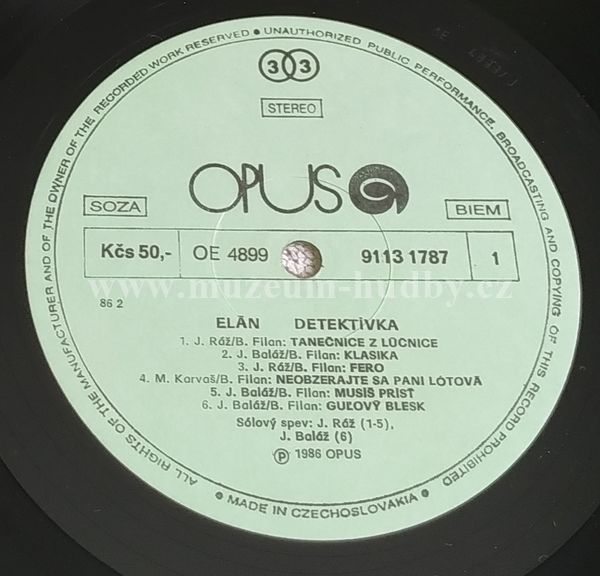 ALL RIGHTS OF THE MANUFACTURER AND OF THE OWNER OF THE RECORDED WORK RESERVED • UNAUTHORIZED PUBLIC PERFORMANCE, BROADCASTING AND COPYING OF THIS RECORD PROHIBITED
33
STEREO
OPUS
SOZA
BIEM
Kčs 50,- OE 4899 9113 1787 1
www.muzeum-hudby.cz
86 2
ELÁN DETEKTÍVKA
1. J. Ráž/B. Filan: TANEČNICE Z LÚČNICE
2. J. Baláž/B. Filan: KLASIKA
3. J. Ráž/B. Filan: FERO
4. M. Karvaš/B. Filan: NEOBZERAJTE SA PANI LÓTOVÁ
5. J. Baláž/B. Filan: MUSÍŠ PRÍSŤ
6. J. Baláž/B. Filan: GUĽOVÝ BLESK
Sólový spev: J. Ráž (1-5),
J. Baláž (6)
Ⓟ 1986 OPUS
• MADE IN CZECHOSLOVAKIA •